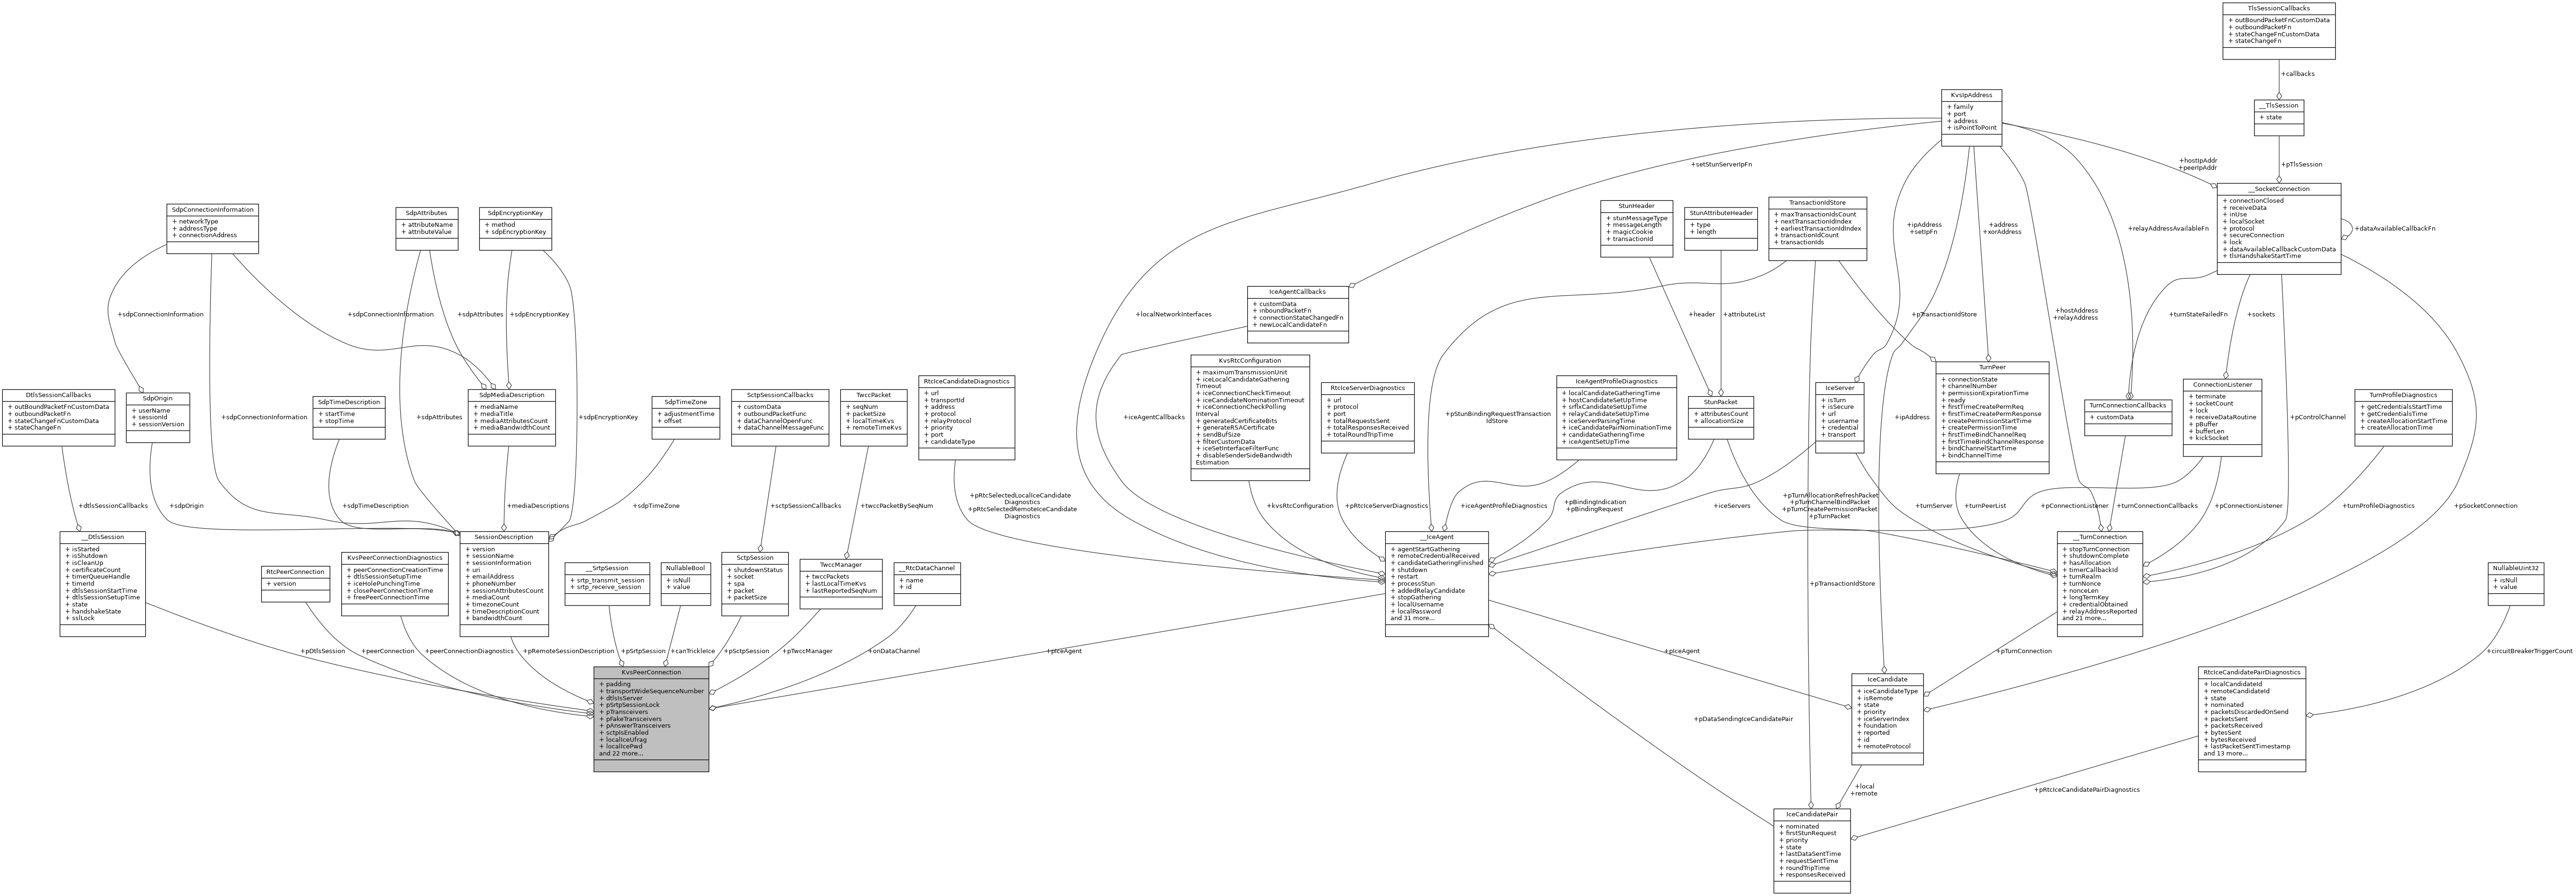 TlsSessionCallbacks
+ outBoundPacketFnCustomData
+ outboundPacketFn
+ stateChangeFnCustomData
+ stateChangeFn
+callbacks
__TlsSession
+ state
+pTlsSession
KvsIpAddress
+ family
+ port
+ address
+ isPointToPoint
+setStunServerIpFn
+hostIpAddr
+peerIpAddr
__SocketConnection
+ connectionClosed
+ receiveData
+ inUse
+ localSocket
+ protocol
+ secureConnection
+ lock
+ dataAvailableCallbackCustomData
+ tlsHandshakeStartTime
+dataAvailableCallbackFn
SdpConnectionInformation
+ networkType
+ addressType
+ connectionAddress
SdpAttributes
+ attributeName
+ attributeValue
SdpEncryptionKey
+ method
+ sdpEncryptionKey
StunHeader
+ stunMessageType
+ messageLength
+ magicCookie
+ transactionId
StunAttributeHeader
+ type
+ length
TransactionIdStore
+ maxTransactionIdsCount
+ nextTransactionIdIndex
+ earliestTransactionIdIndex
+ transactionIdCount
+ transactionIds
+ipAddress
+setIpFn
+address
+xorAddress
+relayAddressAvailableFn
IceAgentCallbacks
+ customData
+ inboundPacketFn
+ connectionStateChangedFn
+ newLocalCandidateFn
+sdpConnectionInformation
+sdpConnectionInformation
+sdpAttributes
+sdpEncryptionKey
+localNetworkInterfaces
+header
+attributeList
+pTransactionIdStore
+hostAddress
+relayAddress
+turnStateFailedFn
+sockets
DtlsSessionCallbacks
+ outBoundPacketFnCustomData
+ outboundPacketFn
+ stateChangeFnCustomData
+ stateChangeFn
SdpOrigin
+ userName
+ sessionId
+ sessionVersion
+sdpConnectionInformation
SdpTimeDescription
+ startTime
+ stopTime
+sdpAttributes
SdpMediaDescription
+ mediaName
+ mediaTitle
+ mediaAttributesCount
+ mediaBandwidthCount
+sdpEncryptionKey
SdpTimeZone
+ adjustmentTime
+ offset
SctpSessionCallbacks
+ customData
+ outboundPacketFunc
+ dataChannelOpenFunc
+ dataChannelMessageFunc
TwccPacket
+ seqNum
+ packetSize
+ localTimeKvs
+ remoteTimeKvs
RtcIceCandidateDiagnostics
+ url
+ transportId
+ address
+ protocol
+ relayProtocol
+ priority
+ port
+ candidateType
+iceAgentCallbacks
KvsRtcConfiguration
+ maximumTransmissionUnit
+ iceLocalCandidateGathering
Timeout
+ iceConnectionCheckTimeout
+ iceCandidateNominationTimeout
+ iceConnectionCheckPolling
Interval
+ generatedCertificateBits
+ generateRSACertificate
+ sendBufSize
+ filterCustomData
+ iceSetInterfaceFilterFunc
+ disableSenderSideBandwidth
Estimation
RtcIceServerDiagnostics
+ url
+ protocol
+ port
+ totalRequestsSent
+ totalResponsesReceived
+ totalRoundTripTime
+pStunBindingRequestTransaction
IdStore
IceAgentProfileDiagnostics
+ localCandidateGatheringTime
+ hostCandidateSetUpTime
+ srflxCandidateSetUpTime
+ relayCandidateSetUpTime
+ iceServerParsingTime
+ iceCandidatePairNominationTime
+ candidateGatheringTime
+ iceAgentSetUpTime
StunPacket
+ attributesCount
+ allocationSize
IceServer
+ isTurn
+ isSecure
+ url
+ username
+ credential
+ transport
+ipAddress
TurnPeer
+ connectionState
+ channelNumber
+ permissionExpirationTime
+ ready
+ firstTimeCreatePermReq
+ firstTimeCreatePermResponse
+ createPermissionStartTime
+ createPermissionTime
+ firstTimeBindChannelReq
+ firstTimeBindChannelResponse
+ bindChannelStartTime
+ bindChannelTime
TurnConnectionCallbacks
+ customData
ConnectionListener
+ terminate
+ socketCount
+ lock
+ receiveDataRoutine
+ pBuffer
+ bufferLen
+ kickSocket
+pControlChannel
TurnProfileDiagnostics
+ getCredentialsStartTime
+ getCredentialsTime
+ createAllocationStartTime
+ createAllocationTime
+dtlsSessionCallbacks
+sdpOrigin
+sdpTimeDescription
+mediaDescriptions
+sdpTimeZone
+sctpSessionCallbacks
+twccPacketBySeqNum
+pRtcSelectedLocalIceCandidate
Diagnostics
+pRtcSelectedRemoteIceCandidate
Diagnostics
+kvsRtcConfiguration
+pRtcIceServerDiagnostics
+iceAgentProfileDiagnostics
+pBindingIndication
+pBindingRequest
+iceServers
+pTurnAllocationRefreshPacket
+pTurnChannelBindPacket
+pTurnCreatePermissionPacket
+pTurnPacket
+turnServer
+turnPeerList
+pConnectionListener
+turnConnectionCallbacks
+pConnectionListener
+turnProfileDiagnostics
+pSocketConnection
__DtlsSession
+ isStarted
+ isShutdown
+ isCleanUp
+ certificateCount
+ timerQueueHandle
+ timerId
+ dtlsSessionStartTime
+ dtlsSessionSetupTime
+ state
+ handshakeState
+ sslLock
RtcPeerConnection
+ version
KvsPeerConnectionDiagnostics
+ peerConnectionCreationTime
+ dtlsSessionSetupTime
+ iceHolePunchingTime
+ closePeerConnectionTime
+ freePeerConnectionTime
SessionDescription
+ version
+ sessionName
+ sessionInformation
+ uri
+ emailAddress
+ phoneNumber
+ sessionAttributesCount
+ mediaCount
+ timezoneCount
+ timeDescriptionCount
+ bandwidthCount
__SrtpSession
+ srtp_transmit_session
+ srtp_receive_session
NullableBool
+ isNull
+ value
SctpSession
+ shutdownStatus
+ socket
+ spa
+ packet
+ packetSize
TwccManager
+ twccPackets
+ lastLocalTimeKvs
+ lastReportedSeqNum
__RtcDataChannel
+ name
+ id
__IceAgent
+ agentStartGathering
+ remoteCredentialReceived
+ candidateGatheringFinished
+ shutdown
+ restart
+ processStun
+ addedRelayCandidate
+ stopGathering
+ localUsername
+ localPassword
and 31 more...
+pTransactionIdStore
__TurnConnection
+ stopTurnConnection
+ shutdownComplete
+ hasAllocation
+ timerCallbackId
+ turnRealm
+ turnNonce
+ nonceLen
+ longTermKey
+ credentialObtained
+ relayAddressReported
and 21 more...
NullableUint32
+ isNull
+ value
+pDtlsSession
+peerConnection
+peerConnectionDiagnostics
+pRemoteSessionDescription
+pSrtpSession
+canTrickleIce
+pSctpSession
+pTwccManager
+onDataChannel
+pIceAgent
+pIceAgent
+pTurnConnection
+circuitBreakerTriggerCount
KvsPeerConnection
+ padding
+ transportWideSequenceNumber
+ dtlsIsServer
+ pSrtpSessionLock
+ pTransceivers
+ pFakeTransceivers
+ pAnswerTransceivers
+ sctpIsEnabled
+ localIceUfrag
+ localIcePwd
and 22 more...
+pDataSendingIceCandidatePair
IceCandidate
+ iceCandidateType
+ isRemote
+ state
+ priority
+ iceServerIndex
+ foundation
+ reported
+ id
+ remoteProtocol
RtcIceCandidatePairDiagnostics
+ localCandidateId
+ remoteCandidateId
+ state
+ nominated
+ packetsDiscardedOnSend
+ packetsSent
+ packetsReceived
+ bytesSent
+ bytesReceived
+ lastPacketSentTimestamp
and 13 more...
+local
+remote
+pRtcIceCandidatePairDiagnostics
IceCandidatePair
+ nominated
+ firstStunRequest
+ priority
+ state
+ lastDataSentTime
+ requestSentTime
+ roundTripTime
+ responsesReceived